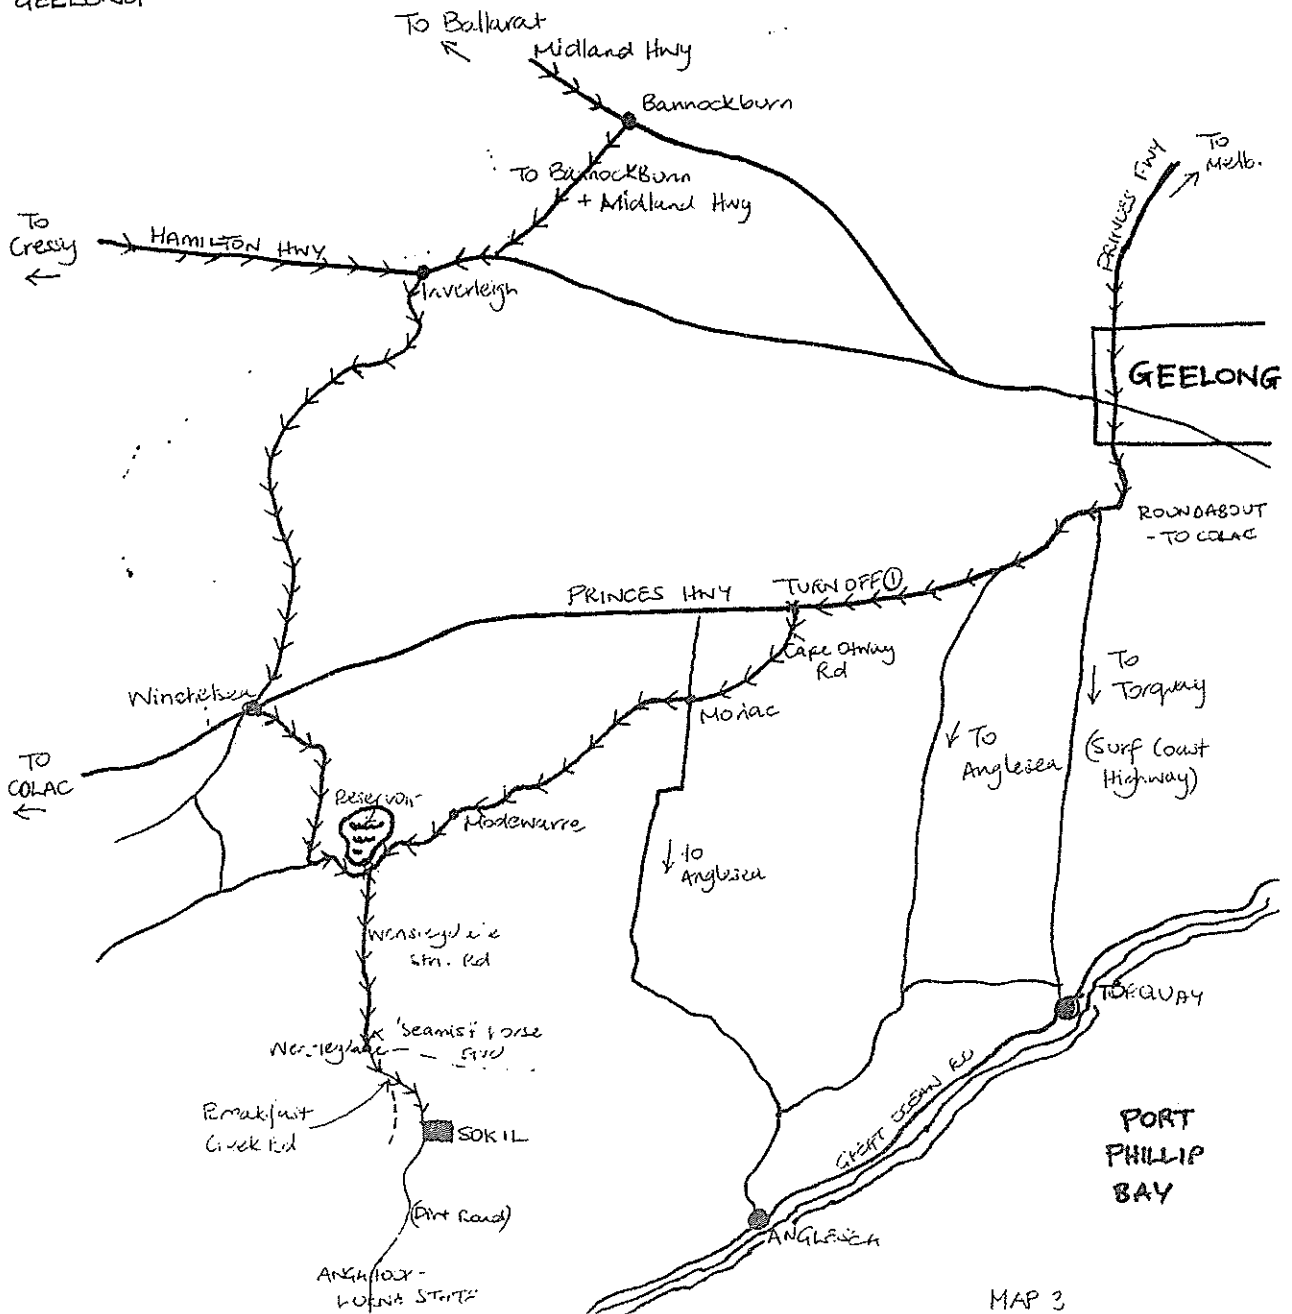 GEELONG
To Ballarat
Midland Hwy
Bannockburn
To BannockBurn
+ Midland Hwy
PRINCES FWY
To
Melb.
To
Cressy
HAMILTON HWY
Inverleigh
GEELONG
ROUNDABOUT
- TO COLAC
PRINCES HWY
TURN OFF ①
Cape Otway
Rd
Winchelsea
Moriac
To
Torquay
(Surf Coast
Highway)
To
Anglesea
TO
COLAC
Reservoir
Modewarre
To
Anglesea
Wensleydale
Stn. Rd
TORQUAY
Breakfast
Creek Rd
SOKIL
GREAT OCEAN RD
PORT
PHILLIP
BAY
(Dirt Road)
ANGLESEA
MAP 3